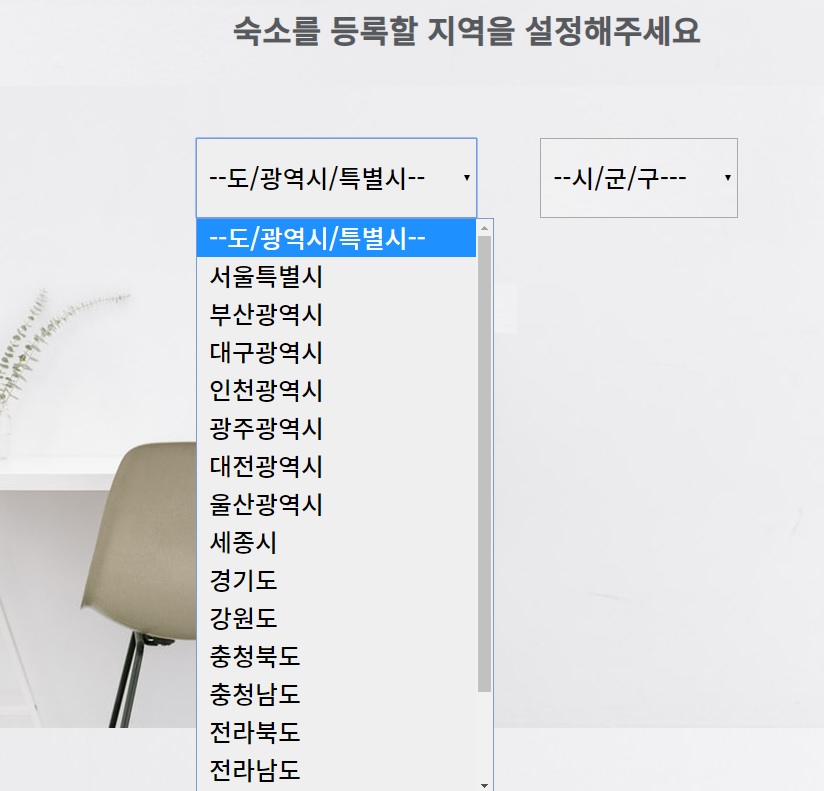 숙소를 등록할 지역을 설정해주세요
--도/광역시/특별시--
--시/군/구---
--도/광역시/특별시--
서울특별시
부산광역시
대구광역시
인천광역시
광주광역시
대전광역시
울산광역시
세종시
경기도
강원도
충청북도
충청남도
전라북도
전라남도